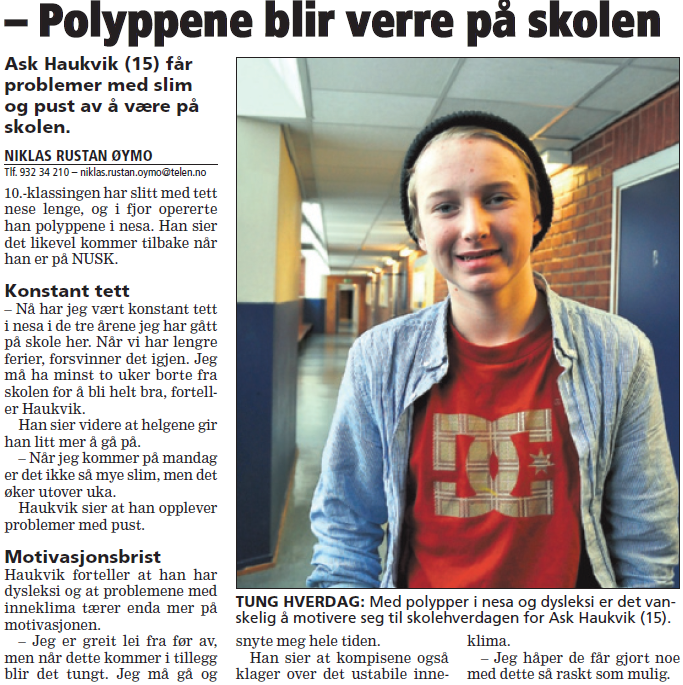 – Polyppene blir verre på skolen
Ask Haukvik (15) får
problemer med slim
og pust av å være på
skolen.
NIKLAS RUSTAN ØYMO
Tlf. 932 34 210 – niklas.rustan.oymo@telen.no
10.-klassingen har slitt med tett
nese lenge, og i fjor opererte
han polyppene i nesa. Han sier
det likevel kommer tilbake når
han er på NUSK.
Konstant tett
– Nå har jeg vært konstant tett
i nesa i de tre årene jeg har gått
på skole her. Når vi har lengre
ferier, forsvinner det igjen. Jeg
må ha minst to uker borte fra
skolen for å bli helt bra, fortell-
er Haukvik.
Han sier videre at helgene gir
han litt mer å gå på.
– Når jeg kommer på mandag
er det ikke så mye slim, men det
øker utover uka.
Haukvik sier at han opplever
problemer med pust.
Motivasjonsbrist
Haukvik forteller at han har
dysleksi og at problemene med
inneklima tærer enda mer på
motivasjonen.
– Jeg er greit lei fra før av,
men når dette kommer i tillegg
blir det tungt. Jeg må gå og
TUNG HVERDAG: Med polypper i nesa og dysleksi er det van-
skelig å motivere seg til skolehverdagen for Ask Haukvik (15).
snyte meg hele tiden.
Han sier at kompisene også
klager over det ustabile inne-
klima.
– Jeg håper de får gjort noe
med dette så raskt som mulig.